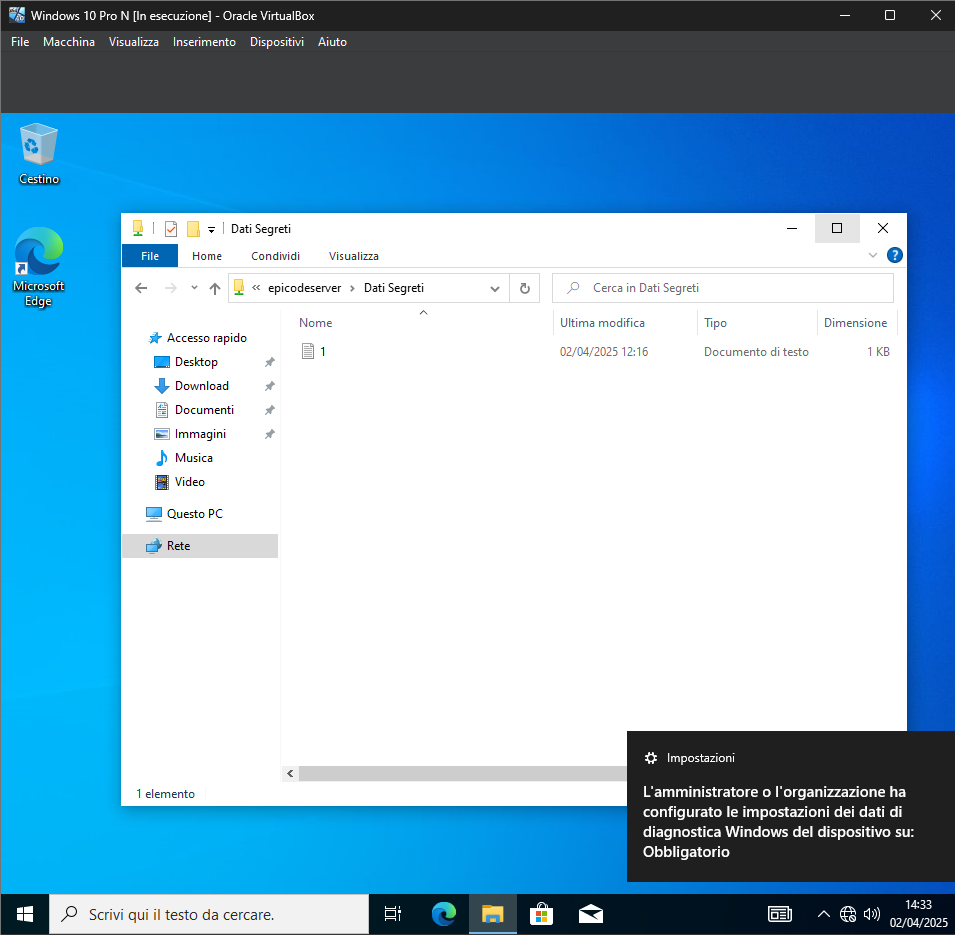 Windows 10 Pro N [In esecuzione] - Oracle VirtualBox
File Macchina Visualizza Inserimento Dispositivi Aiuto
Cestino
Microsoft
Edge
Dati Segreti
File Home Condividi Visualizza
« epicodeserver › Dati Segreti
Cerca in Dati Segreti
Nome Ultima modifica Tipo Dimensione
1 02/04/2025 12:16 Documento di testo 1 KB
Accesso rapido
Desktop
Download
Documenti
Immagini
Musica
Video
Questo PC
Rete
1 elemento
Impostazioni
L'amministratore o l'organizzazione ha
configurato le impostazioni dei dati di
diagnostica Windows del dispositivo su:
Obbligatorio
Scrivi qui il testo da cercare.
14:33
02/04/2025